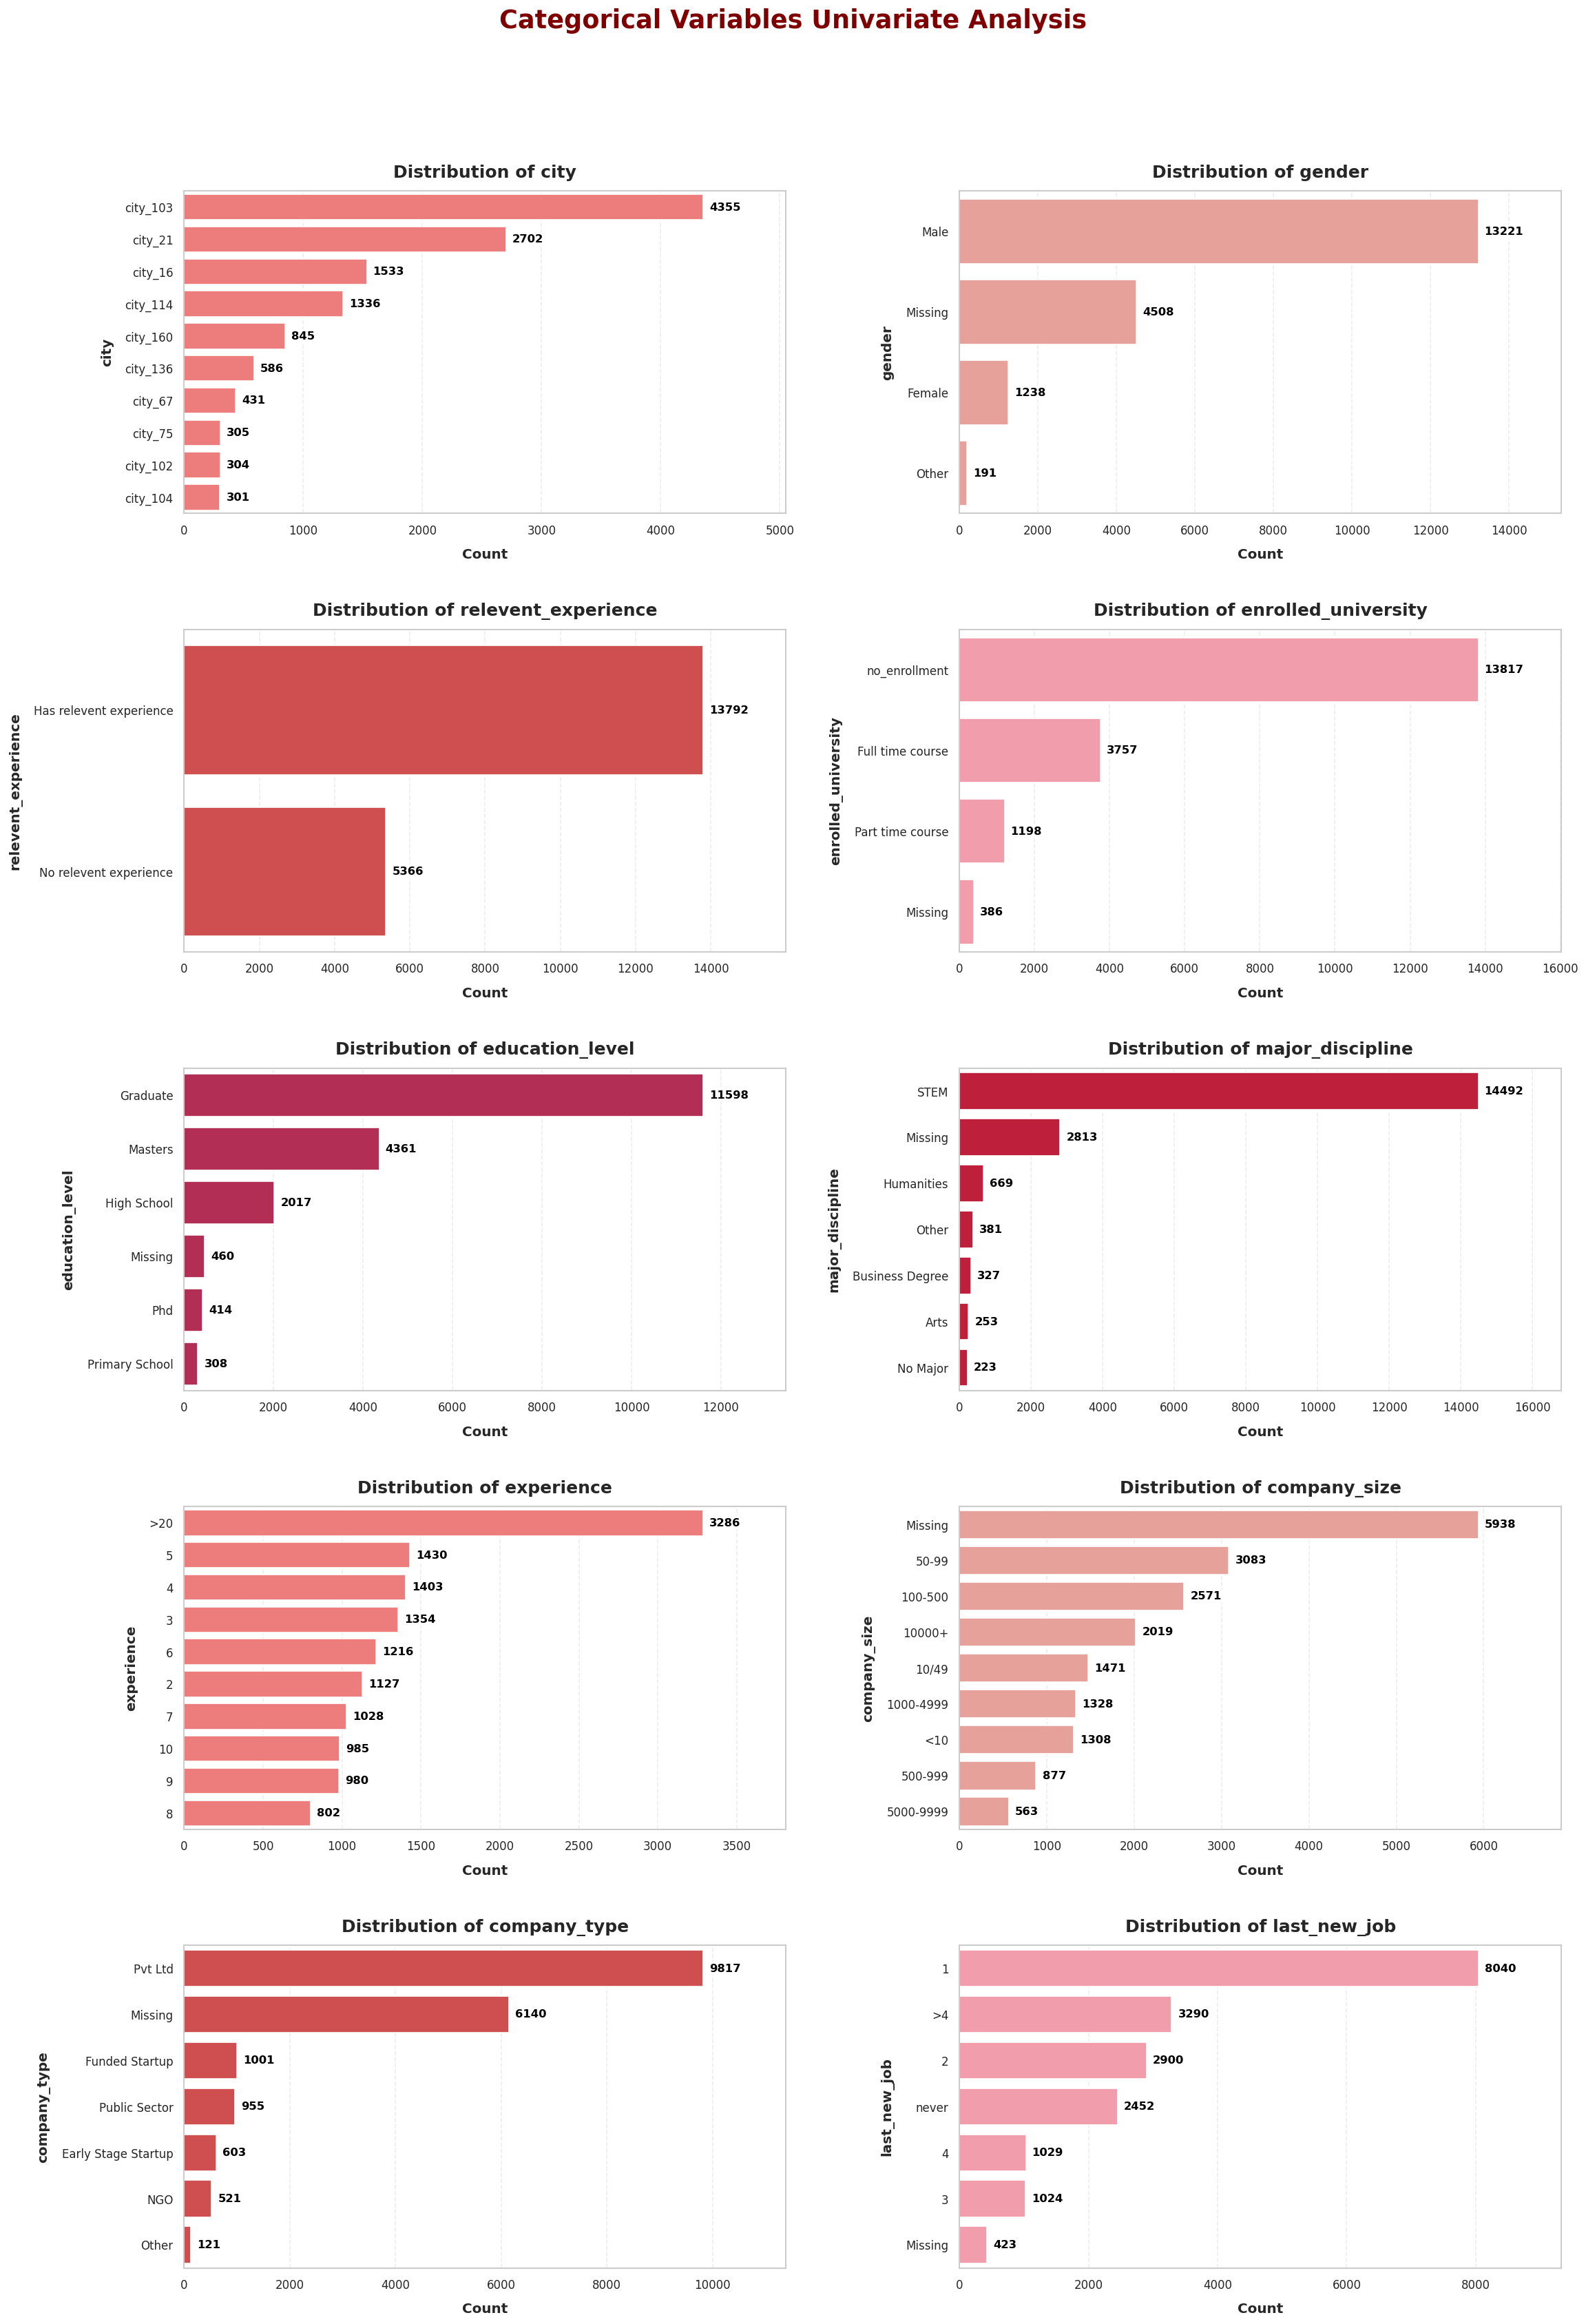 Categorical Variables Univariate Analysis
Distribution of city
city
city_103 4355
city_21 2702
city_16 1533
city_114 1336
city_160 845
city_136 586
city_67 431
city_75 305
city_102 304
city_104 301
0 1000 2000 3000 4000 5000
Count
Distribution of gender
gender
Male 13221
Missing 4508
Female 1238
Other 191
0 2000 4000 6000 8000 10000 12000 14000
Count
Distribution of relevent_experience
relevent_experience
Has relevent experience 13792
No relevent experience 5366
0 2000 4000 6000 8000 10000 12000 14000
Count
Distribution of enrolled_university
enrolled_university
no_enrollment 13817
Full time course 3757
Part time course 1198
Missing 386
0 2000 4000 6000 8000 10000 12000 14000 16000
Count
Distribution of education_level
education_level
Graduate 11598
Masters 4361
High School 2017
Missing 460
Phd 414
Primary School 308
0 2000 4000 6000 8000 10000 12000
Count
Distribution of major_discipline
major_discipline
STEM 14492
Missing 2813
Humanities 669
Other 381
Business Degree 327
Arts 253
No Major 223
0 2000 4000 6000 8000 10000 12000 14000 16000
Count
Distribution of experience
experience
>20 3286
5 1430
4 1403
3 1354
6 1216
2 1127
7 1028
10 985
9 980
8 802
0 500 1000 1500 2000 2500 3000 3500
Count
Distribution of company_size
company_size
Missing 5938
50-99 3083
100-500 2571
10000+ 2019
10/49 1471
1000-4999 1328
<10 1308
500-999 877
5000-9999 563
0 1000 2000 3000 4000 5000 6000
Count
Distribution of company_type
company_type
Pvt Ltd 9817
Missing 6140
Funded Startup 1001
Public Sector 955
Early Stage Startup 603
NGO 521
Other 121
0 2000 4000 6000 8000 10000
Count
Distribution of last_new_job
last_new_job
1 8040
>4 3290
2 2900
never 2452
4 1029
3 1024
Missing 423
0 2000 4000 6000 8000
Count